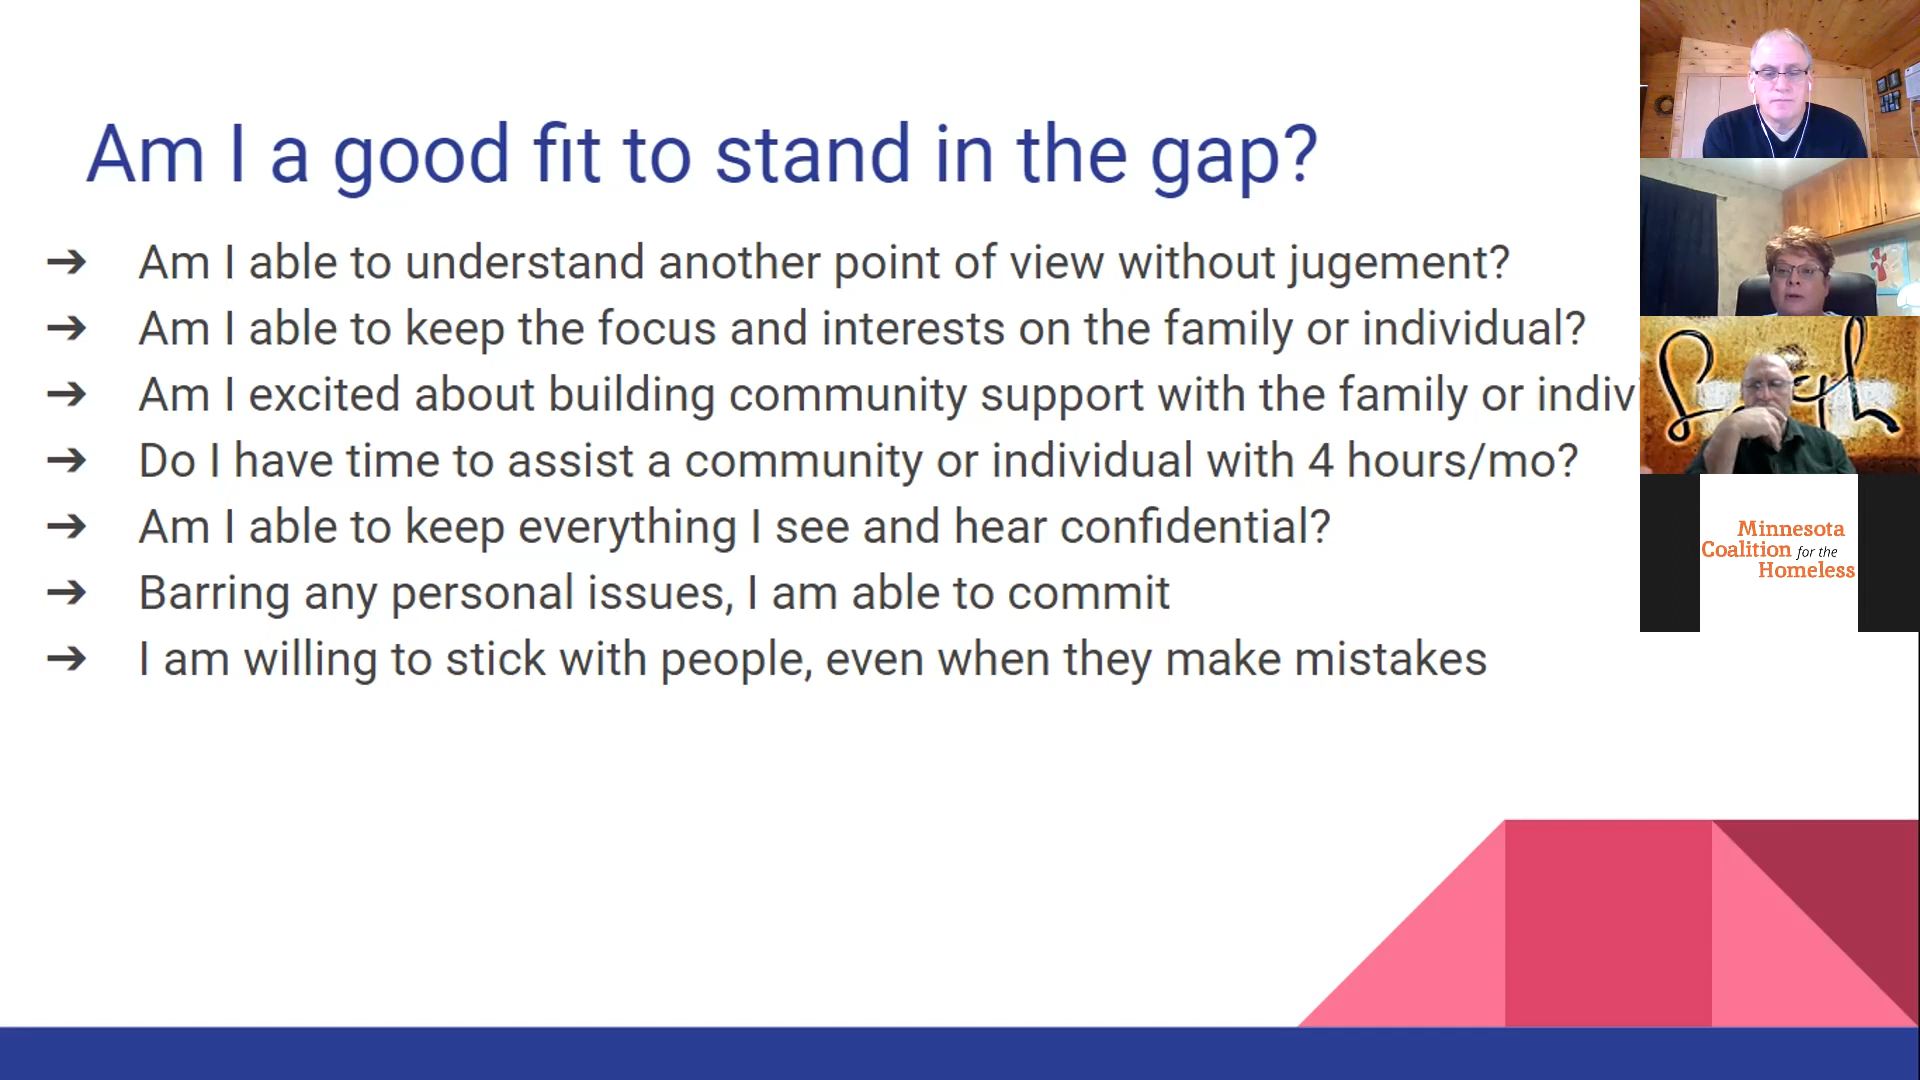 Am I a good fit to stand in the gap?
➔ Am I able to understand another point of view without jugement?
➔ Am I able to keep the focus and interests on the family or individual?
➔ Am I excited about building community support with the family or indiv
➔ Do I have time to assist a community or individual with 4 hours/mo?
➔ Am I able to keep everything I see and hear confidential?
➔ Barring any personal issues, I am able to commit
➔ I am willing to stick with people, even when they make mistakes
Minnesota
Coalition for the
Homeless